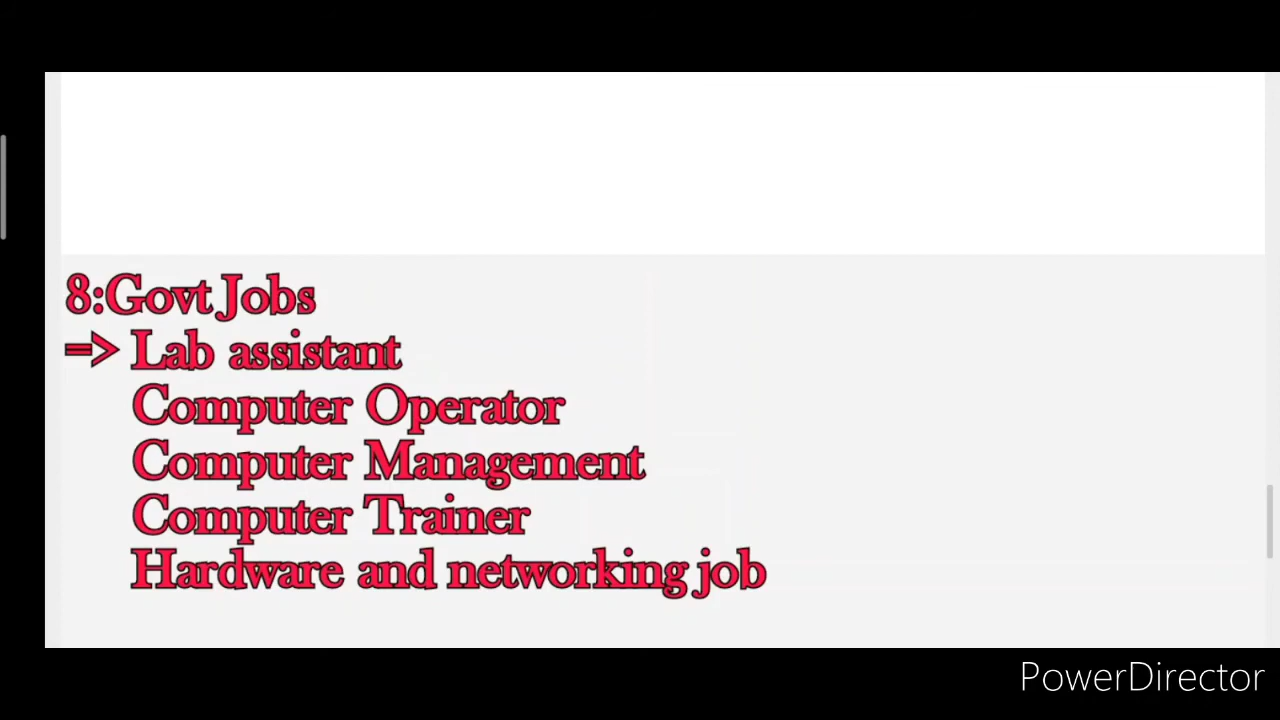 8:Govt Jobs
=> Lab assistant
Computer Operator
Computer Management
Computer Trainer
Hardware and networking job
PowerDirector